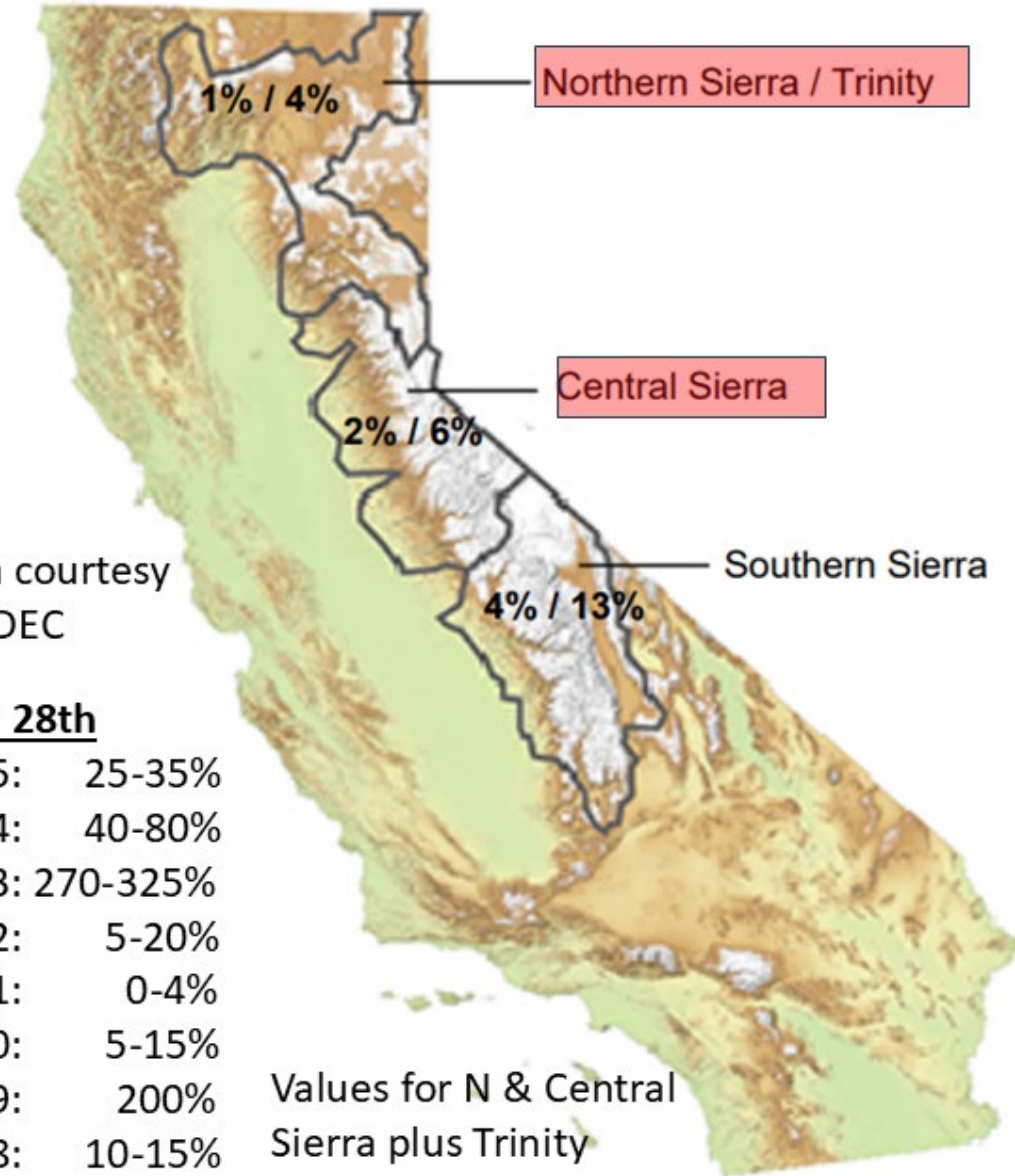 1% / 4%
Northern Sierra / Trinity
Central Sierra
2% / 6%
courtesy
DEC
Southern Sierra
4% / 13%
28th
5: 25-35%
4: 40-80%
3: 270-325%
2: 5-20%
1: 0-4%
0: 5-15%
9: 200%
8: 10-15%
Values for N & Central
Sierra plus Trinity